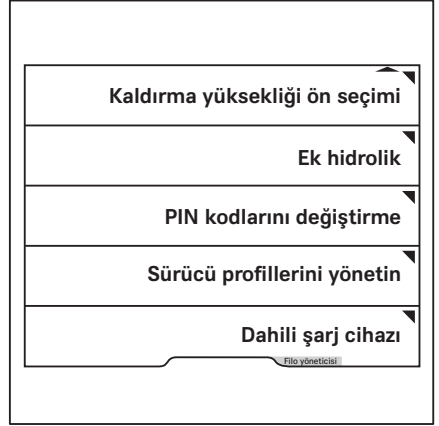 Kaldırma yüksekliği ön seçimi
Ek hidrolik
PIN kodlarını değiştirme
Sürücü profillerini yönetin
Dahili şarj cihazı
Filo yöneticisi